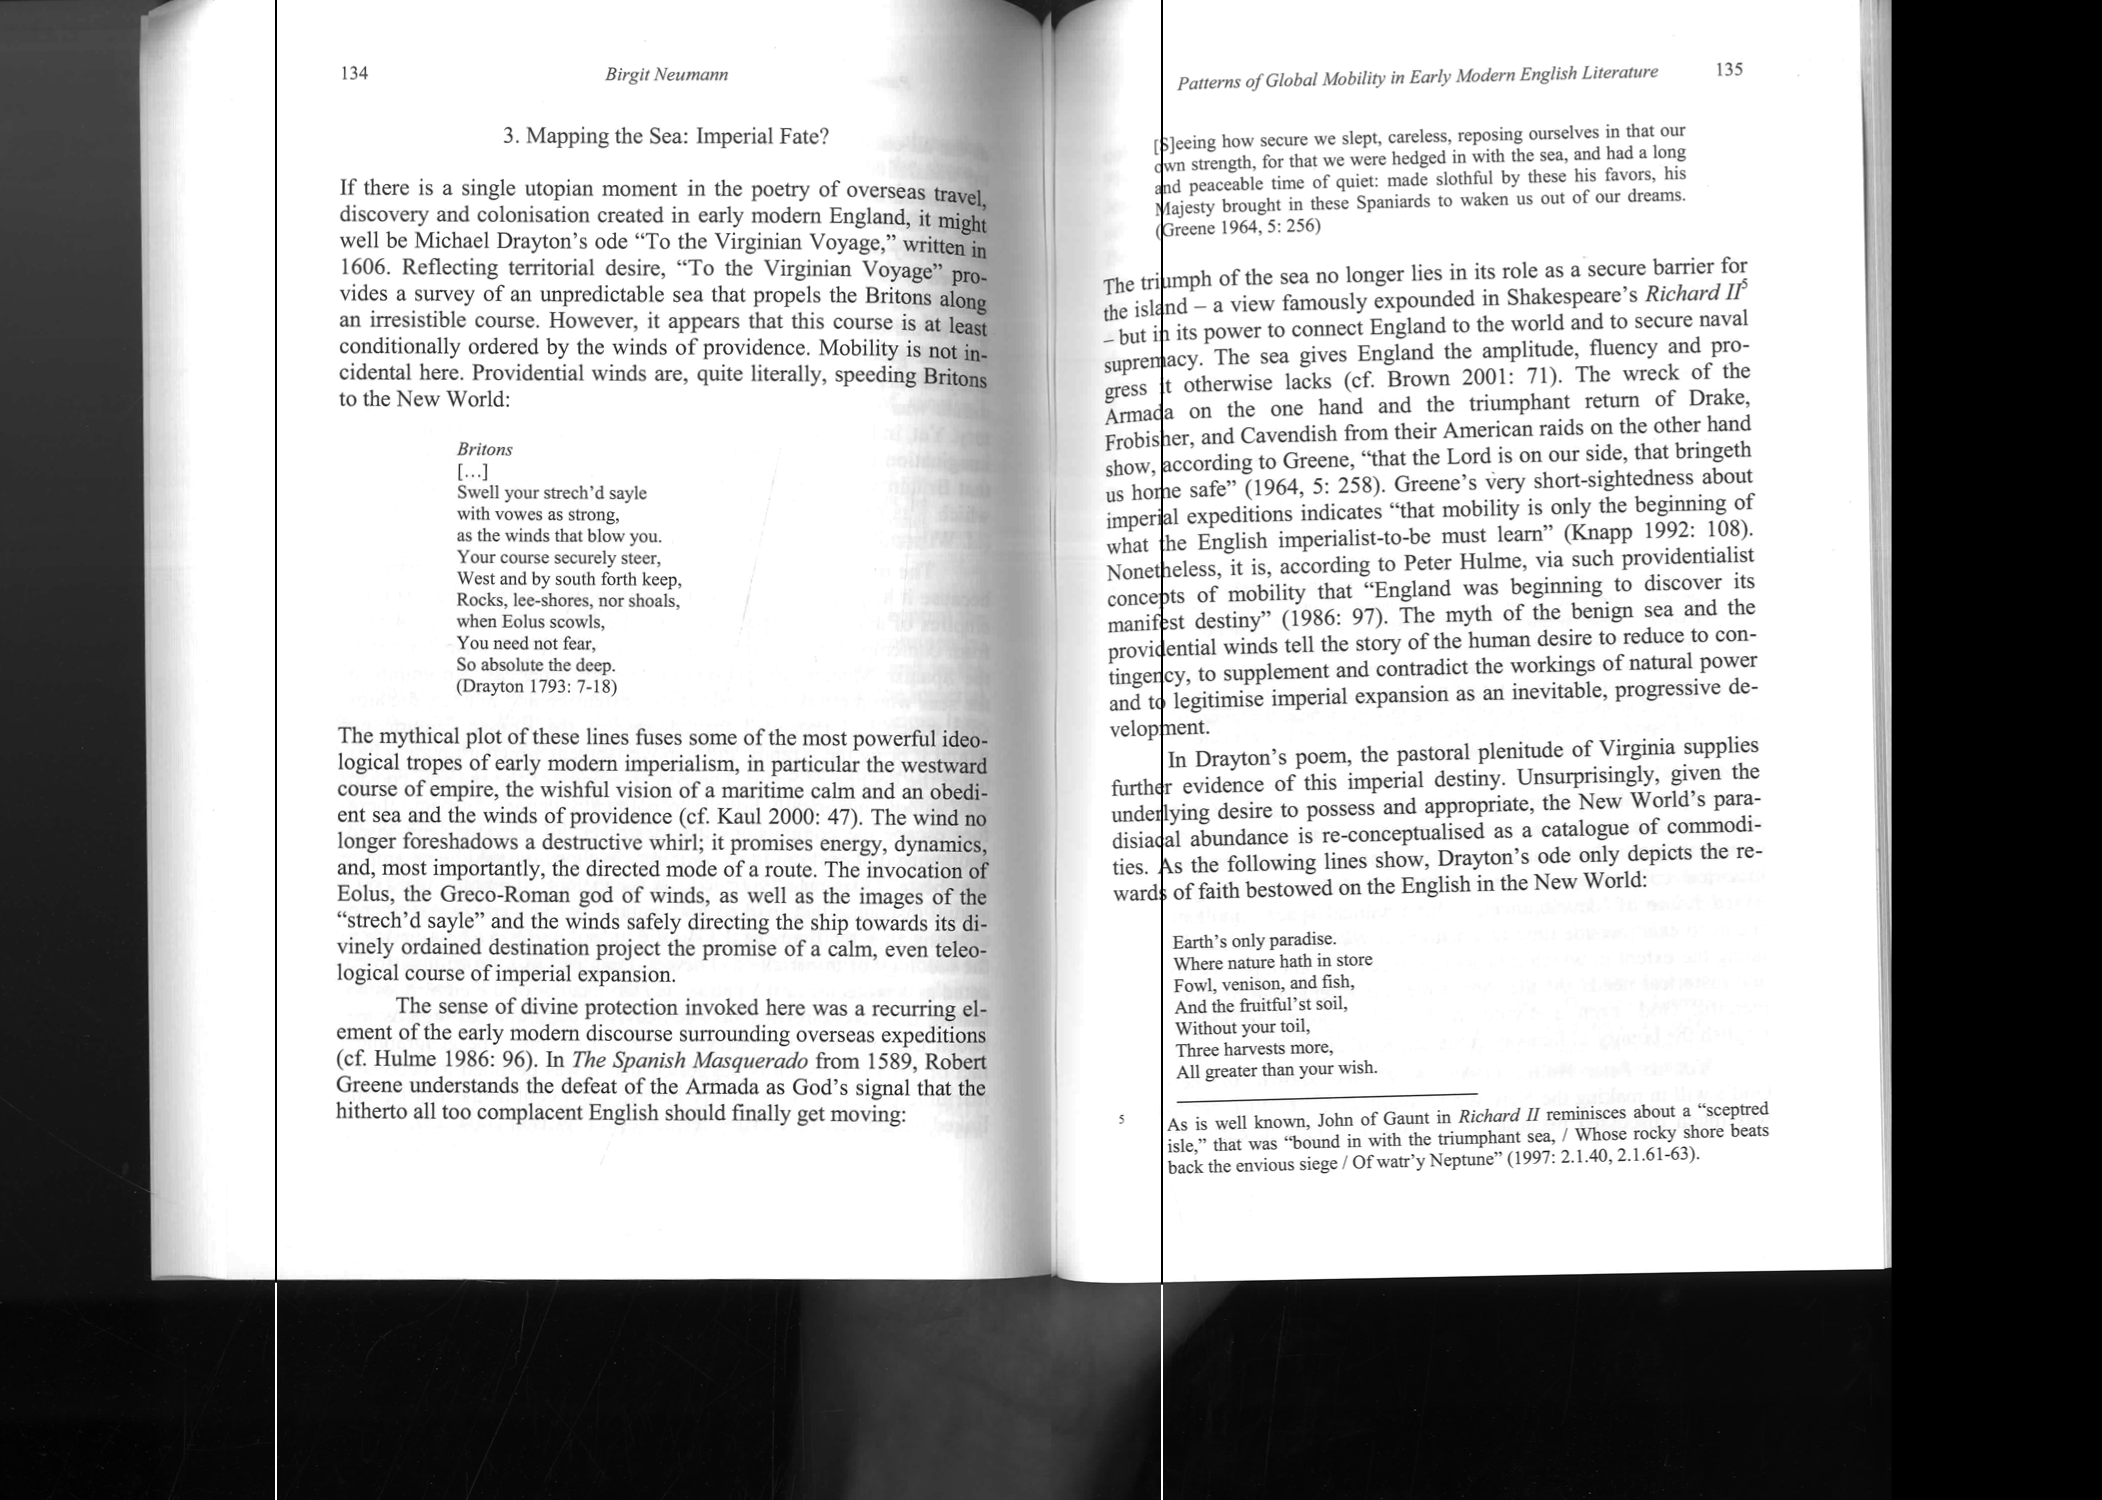 134
Birgit Neumann
3. Mapping the Sea: Imperial Fate?
If there is a single utopian moment in the poetry of overseas travel,
discovery and colonisation created in early modern England, it might
well be Michael Drayton’s ode “To the Virginian Voyage,” written in
1606. Reflecting territorial desire, “To the Virginian Voyage” pro-
vides a survey of an unpredictable sea that propels the Britons along
an irresistible course. However, it appears that this course is at least
conditionally ordered by the winds of providence. Mobility is not in-
cidental here. Providential winds are, quite literally, speeding Britons
to the New World:
Britons
[…]
Swell your strech’d sayle
with vowes as strong,
as the winds that blow you.
Your course securely steer,
West and by south forth keep,
Rocks, lee-shores, nor shoals,
when Eolus scowls,
You need not fear,
So absolute the deep.
(Drayton 1793: 7-18)
The mythical plot of these lines fuses some of the most powerful ideo-
logical tropes of early modern imperialism, in particular the westward
course of empire, the wishful vision of a maritime calm and an obedi-
ent sea and the winds of providence (cf. Kaul 2000: 47). The wind no
longer foreshadows a destructive whirl; it promises energy, dynamics,
and, most importantly, the directed mode of a route. The invocation of
Eolus, the Greco-Roman god of winds, as well as the images of the
“strech’d sayle” and the winds safely directing the ship towards its di-
vinely ordained destination project the promise of a calm, even teleo-
logical course of imperial expansion.
The sense of divine protection invoked here was a recurring el-
ement of the early modern discourse surrounding overseas expeditions
(cf. Hulme 1986: 96). In The Spanish Masquerado from 1589, Robert
Greene understands the defeat of the Armada as God’s signal that the
hitherto all too complacent English should finally get moving:
Patterns of Global Mobility in Early Modern English Literature
135
[S]eeing how secure we slept, careless, reposing ourselves in that our
own strength, for that we were hedged in with the sea, and had a long
and peaceable time of quiet: made slothful by these his favors, his
Majesty brought in these Spaniards to waken us out of our dreams.
(Greene 1964, 5: 256)
The triumph of the sea no longer lies in its role as a secure barrier for
the island – a view famously expounded in Shakespeare’s Richard II5
– but in its power to connect England to the world and to secure naval
supremacy. The sea gives England the amplitude, fluency and pro-
gress it otherwise lacks (cf. Brown 2001: 71). The wreck of the
Armada on the one hand and the triumphant return of Drake,
Frobisher, and Cavendish from their American raids on the other hand
show, according to Greene, “that the Lord is on our side, that bringeth
us home safe” (1964, 5: 258). Greene’s very short-sightedness about
imperial expeditions indicates “that mobility is only the beginning of
what the English imperialist-to-be must learn” (Knapp 1992: 108).
Nonetheless, it is, according to Peter Hulme, via such providentialist
concepts of mobility that “England was beginning to discover its
manifest destiny” (1986: 97). The myth of the benign sea and the
providential winds tell the story of the human desire to reduce to con-
tingency, to supplement and contradict the workings of natural power
and to legitimise imperial expansion as an inevitable, progressive de-
velopment.
In Drayton’s poem, the pastoral plenitude of Virginia supplies
further evidence of this imperial destiny. Unsurprisingly, given the
underlying desire to possess and appropriate, the New World’s para-
disiacal abundance is re-conceptualised as a catalogue of commodi-
ties. As the following lines show, Drayton’s ode only depicts the re-
wards of faith bestowed on the English in the New World:
Earth’s only paradise.
Where nature hath in store
Fowl, venison, and fish,
And the fruitful’st soil,
Without your toil,
Three harvests more,
All greater than your wish.
5 As is well known, John of Gaunt in Richard II reminisces about a “sceptred
isle,” that was “bound in with the triumphant sea, / Whose rocky shore beats
back the envious siege / Of watr’y Neptune” (1997: 2.1.40, 2.1.61-63).